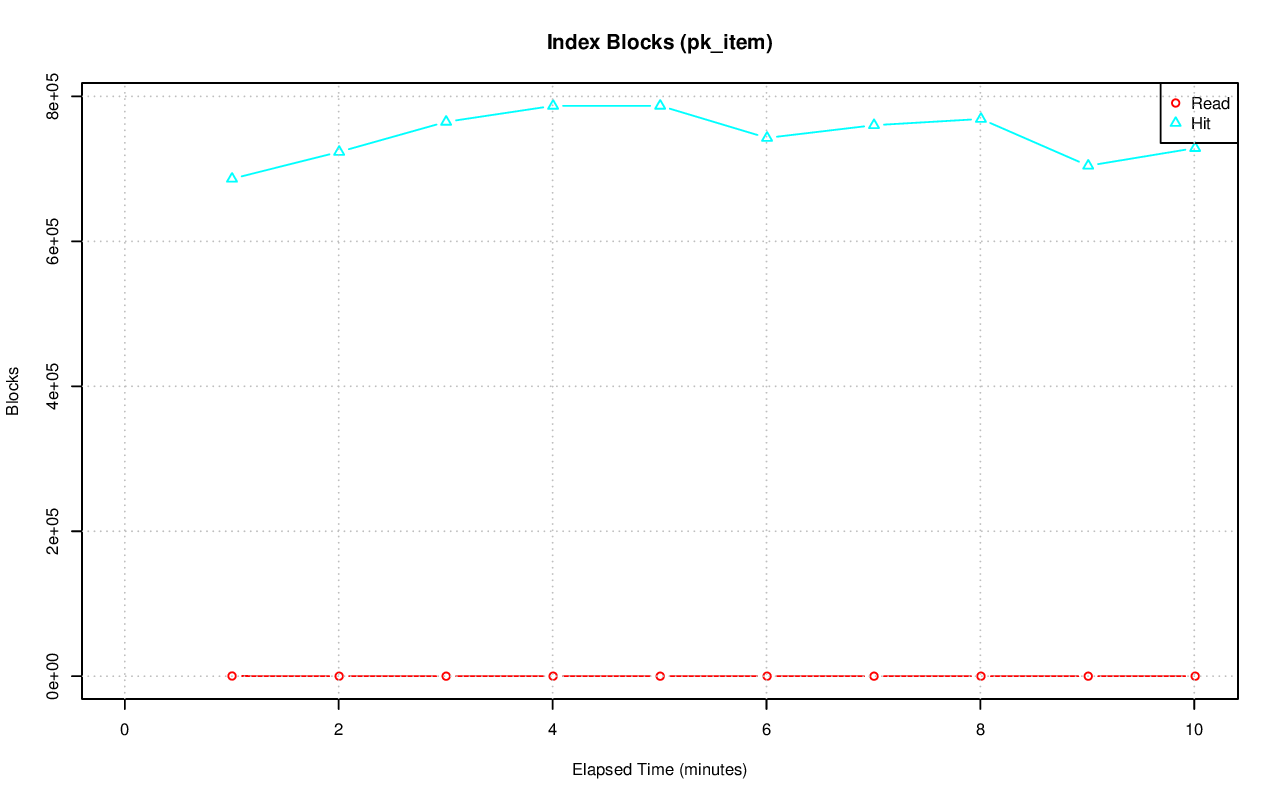 Index Blocks (pk_item)
Read
Hit
Blocks
8e+05
6e+05
4e+05
2e+05
0e+00
0 2 4 6 8 10
Elapsed Time (minutes)